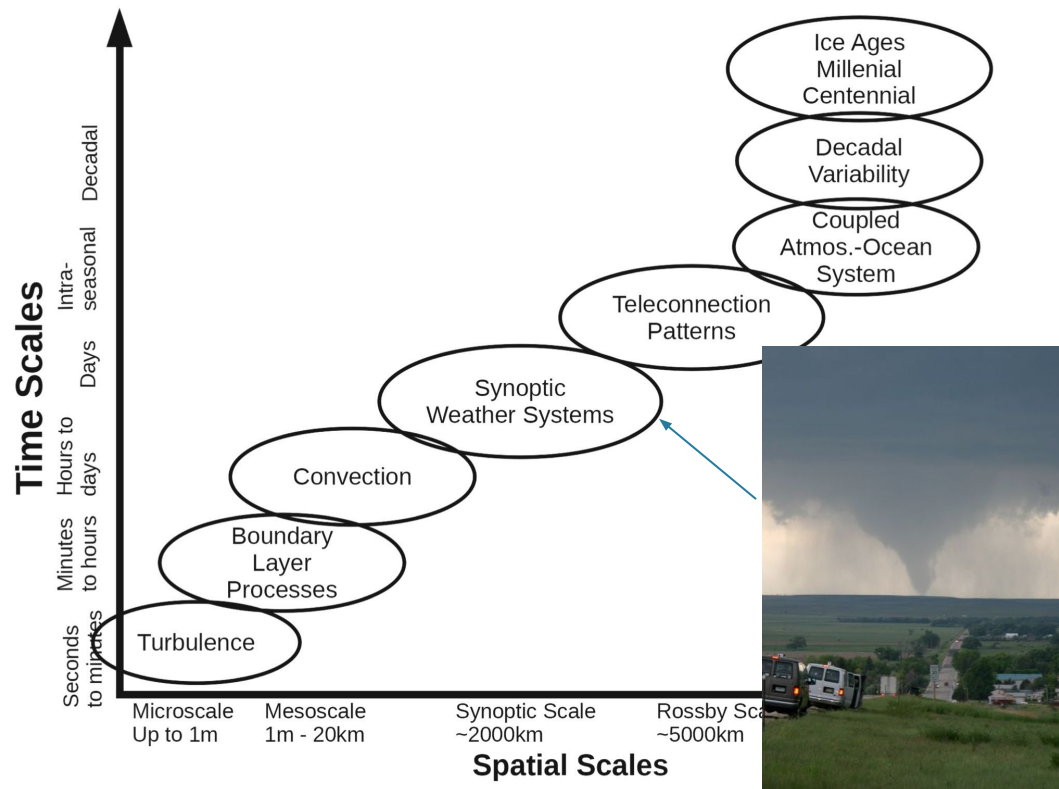 Ice Ages
Millenial
Centennial
Decadal
Variability
Coupled
Atmos.-Ocean
System
Teleconnection
Patterns
Synoptic
Weather Systems
Convection
Boundary
Layer
Processes
Turbulence
Time Scales
Decadal
Intra-
seasonal
Days
Hours to
days
Minutes
to hours
Seconds
to minutes
Microscale
Up to 1m
Mesoscale
1m - 20km
Synoptic Scale
~2000km
Rossby
~5000km
Spatial Scales